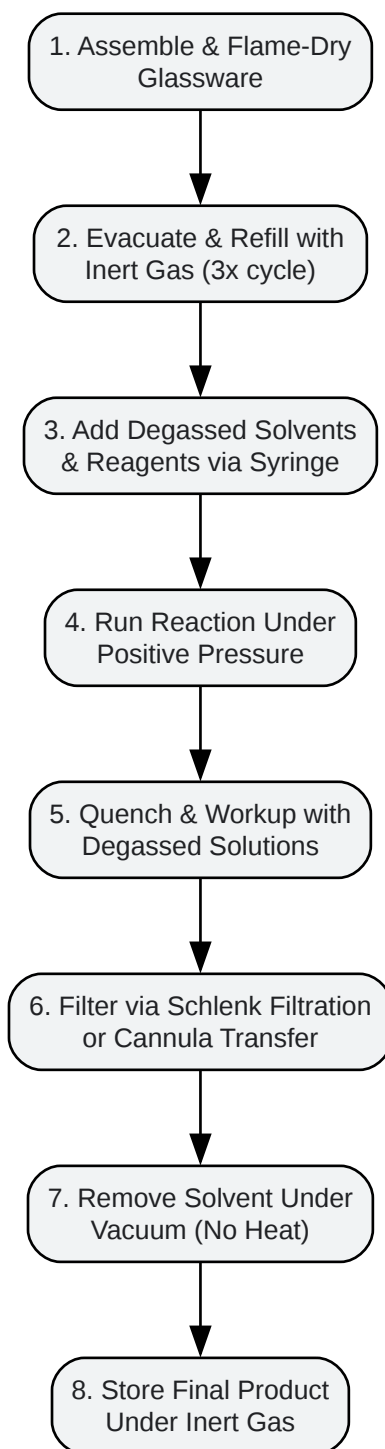 1. Assemble & Flame-Dry
Glassware
2. Evacuate & Refill with
Inert Gas (3x cycle)
3. Add Degassed Solvents
& Reagents via Syringe
4. Run Reaction Under
Positive Pressure
5. Quench & Workup with
Degassed Solutions
6. Filter via Schlenk Filtration
or Cannula Transfer
7. Remove Solvent Under
Vacuum (No Heat)
8. Store Final Product
Under Inert Gas